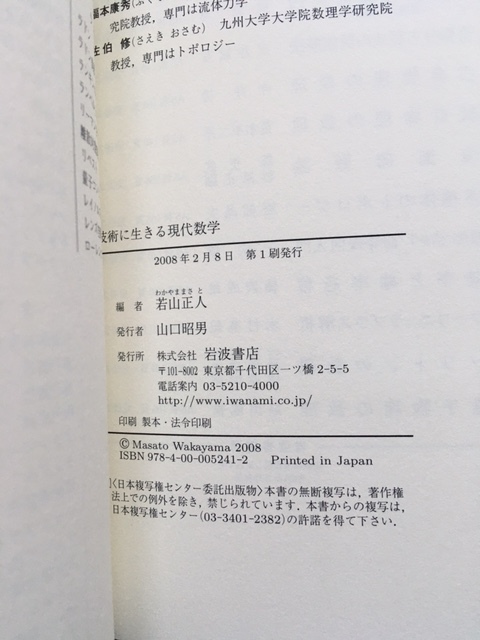 福本康秀
究院教授，専門は流体力学
佐伯 修（さえき おさむ） 九州大学大学院数理学研究院
教授，専門はトポロジー
技術に生きる現代数学
2008年2月8日 第1刷発行
わかやままさ と
編 者 若山正人
発行者 山口昭男
発行所 株式会社 岩波書店
〒101-8002 東京都千代田区一ツ橋 2-5-5
電話案内 03-5210-4000
http://www.iwanami.co.jp/
印刷 製本・法令印刷
© Masato Wakayama 2008
ISBN 978-4-00-005241-2 Printed in Japan
〈日本複写権センター委託出版物〉本書の無断複写は，著作権
法上での例外を除き，禁じられています．本書からの複写は，
日本複写権センター(03-3401-2382)の許諾を得て下さい．